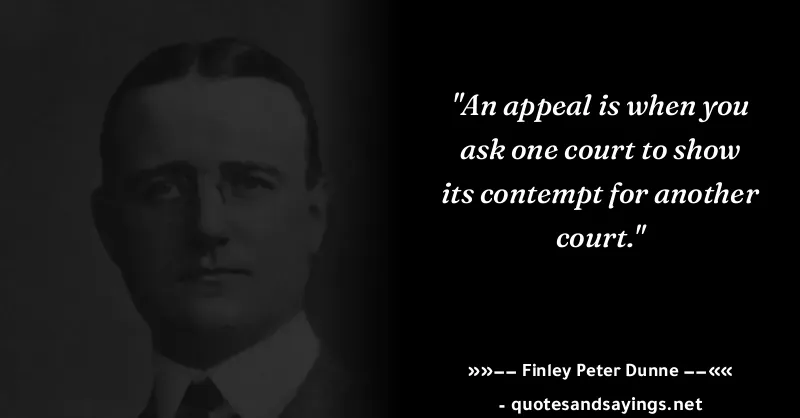 "An appeal is when you
ask one court to show
its contempt for another
court."
»»−− Finley Peter Dunne −−««
- quotesandsayings.net